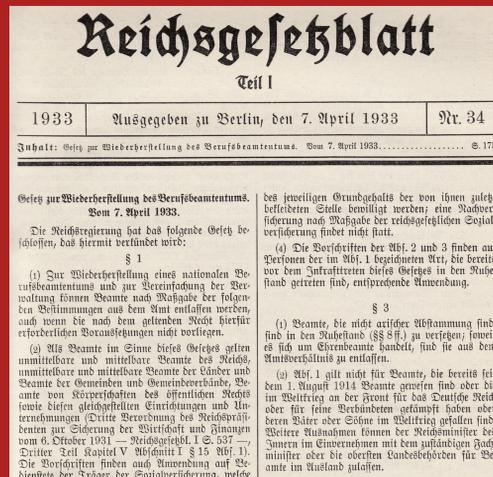 Reichsgesetzblatt
Teil I
1933
Ausgegeben zu Berlin, den 7. April 1933
Nr. 34
Inhalt: Gesetz zur Wiederherstellung des Berufsbeamtentums. Vom 7. April 1933 . . . . . . . . . . . . . . . . . . S. 175
Gesetz zur Wiederherstellung des Berufsbeamtentums.
Vom 7. April 1933.
Die Reichsregierung hat das folgende Gesetz be-
schlossen, das hiermit verkündet wird:
§ 1
(1) Zur Wiederherstellung eines nationalen Be-
rufsbeamtentums und zur Vereinfachung der Ver-
waltung können Beamte nach Maßgabe der folgen-
den Bestimmungen aus dem Amt entlassen werden,
auch wenn die nach dem geltenden Recht hierfür
erforderlichen Voraussetzungen nicht vorliegen.
(2) Als Beamte im Sinne dieses Gesetzes gelten
unmittelbare und mittelbare Beamte des Reichs,
unmittelbare und mittelbare Beamte der Länder und
Beamte der Gemeinden und Gemeindeverbände, Be-
amte von Körperschaften des öffentlichen Rechts
sowie diesen gleichgestellten Einrichtungen und Un-
ternehmungen (Dritte Verordnung des Reichspräsi-
denten zur Sicherung der Wirtschaft und Finanzen
vom 6. Oktober 1931 — Reichsgesetzbl. I S. 537 —,
Dritter Teil Kapitel V Abschnitt I § 15 Abs. 1).
Die Vorschriften finden auch Anwendung auf Be-
dienstete der Träger der Sozialversicherung, welche
des jeweiligen Grundgehalts der von ihnen zuletzt
bekleideten Stelle bewilligt werden; eine Nachver
sicherung nach Maßgabe der reichsgesetzlichen Sozial
versicherung findet nicht statt.
(4) Die Vorschriften der Abs. 2 und 3 finden au
Personen der im Abs. 1 bezeichneten Art, die bereits
vor dem Inkrafttreten dieses Gesetzes in den Ruhe
stand getreten sind, entsprechende Anwendung.
§ 3
(1) Beamte, die nicht arischer Abstammung sind
sind in den Ruhestand (§§ 8 ff.) zu versetzen; sowei
es sich um Ehrenbeamte handelt, sind sie aus den
Amtsverhältnis zu entlassen.
(2) Abs. 1 gilt nicht für Beamte, die bereits sei
dem 1. August 1914 Beamte gewesen sind oder die
im Weltkrieg an der Front für das Deutsche Reich
oder für seine Verbündeten gekämpft haben ode
deren Väter oder Söhne im Weltkrieg gefallen sind
Weitere Ausnahmen können der Reichsminister des
Innern im Einvernehmen mit dem zuständigen Fach
minister oder die obersten Landesbehörden für Be
amte im Ausland zulassen.